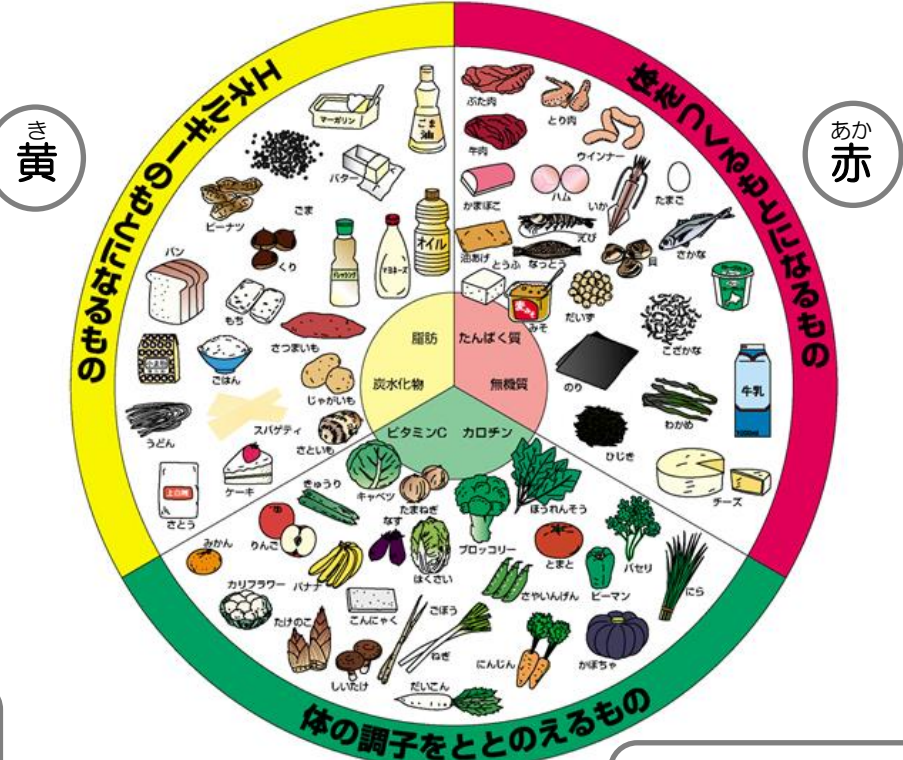 き
黄
あか
赤
エネルギーのもとになるもの
体をつくるもとになるもの
体の調子をととのえるもの
マーガリン
ごま油
バター
ピーナツ
ごま
くり
ドレッシング
マヨネーズ
オイル
パン
もち
さつまいも
小麦粉
ごはん
じゃがいも
うどん
スパゲティ
さといも
ケーキ
上白糖
さとう
脂肪
炭水化物
ぶた肉
とり肉
牛肉
ウインナー
かまぼこ
ハム
いか
たまご
えび
油あげ
とうふ
なっとう
貝
さかな
みそ
だいず
こざかな
のり
わかめ
牛乳
1000ml
ひじき
チーズ
たんぱく質
無機質
ビタミンC
カロチン
きゅうり
キャベツ
たまねぎ
ほうれんそう
みかん
りんご
なす
ブロッコリー
とまと
パセリ
カリフラワー
バナナ
はくさい
さやいんげん
ピーマン
にら
たけのこ
こんにゃく
ごぼう
ねぎ
にんじん
かぼちゃ
しいたけ
だいこん